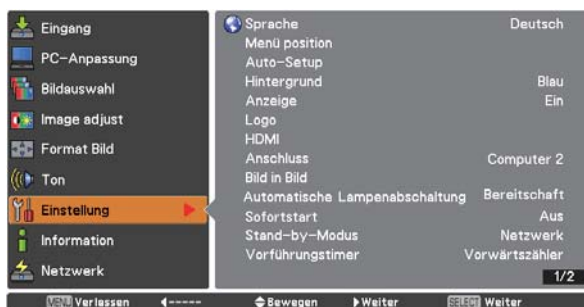 Eingang
PC-Anpassung
Bildauswahl
Image adjust
Format Bild
Ton
Einstellung
Information
Netzwerk
Sprache Deutsch
Menü position
Auto-Setup
Hintergrund Blau
Anzeige Ein
Logo
HDMI
Anschluss Computer 2
Bild in Bild
Automatische Lampenabschaltung Bereitschaft
Sofortstart Aus
Stand-by-Modus Netzwerk
Vorführungstimer Vorwärtszähler
1/2
MENU Verlassen ◄----- Bewegen Weiter SELECT Weiter